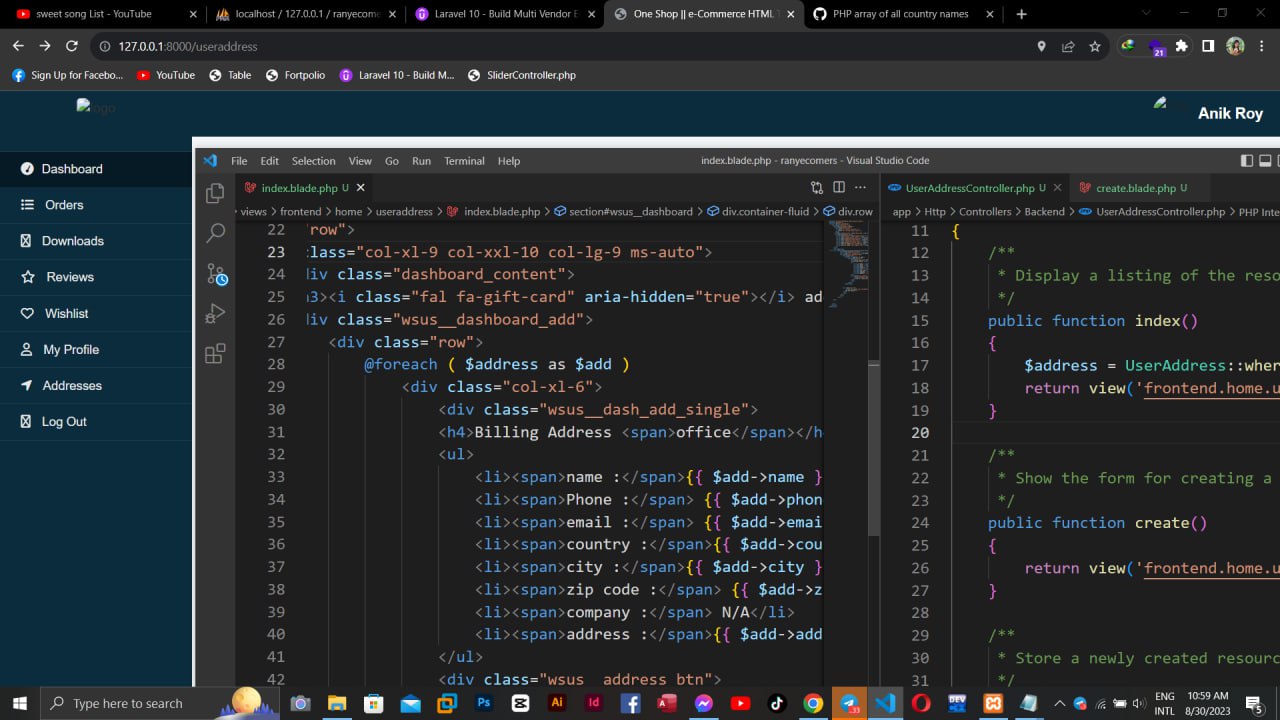 sweet song List - YouTube
localhost / 127.0.0.1 / ranyecomer
Laravel 10 - Build Multi Vendor E
One Shop || e-Commerce HTML
PHP array of all country names
127.0.0.1:8000/useraddress
21
Sign Up for Facebo...
YouTube
Table
Fortpolio
Laravel 10 - Build M...
SliderController.php
logo
Anik Roy
Dashboard
Orders
Downloads
Reviews
Wishlist
My Profile
Addresses
Log Out
File Edit Selection View Go Run Terminal Help
index.blade.php - ranyecomers - Visual Studio Code
index.blade.php U
views > frontend > home > useraddress > index.blade.php > section#wsus__dashboard > div.container-fluid > div.row
22 row">
23 class="col-xl-9 col-xxl-10 col-lg-9 ms-auto">
24 div class="dashboard_content">
25 h3><i class="fal fa-gift-card" aria-hidden="true"></i> ad
26 div class="wsus__dashboard_add">
27 <div class="row">
28 @foreach ( $address as $add )
29 <div class="col-xl-6">
30 <div class="wsus__dash_add_single">
31 <h4>Billing Address <span>office</span></h
32 <ul>
33 <li><span>name :</span>{{ $add->name }
34 <li><span>Phone :</span> {{ $add->phon
35 <li><span>email :</span> {{ $add->emai
36 <li><span>country :</span>{{ $add->cou
37 <li><span>city :</span>{{ $add->city }
38 <li><span>zip code :</span> {{ $add->z
39 <li><span>company :</span> N/A</li>
40 <li><span>address :</span>{{ $add->add
41 </ul>
42 <div class="wsus__address_btn">
UserAddressController.php U
create.blade.php U
app > Http > Controllers > Backend > UserAddressController.php > PHP Inte
11 {
12 /**
13 * Display a listing of the reso
14 */
15 public function index()
16 {
17 $address = UserAddress::wher
18 return view('frontend.home.u
19 }
20
21 /**
22 * Show the form for creating a
23 */
24 public function create()
25 {
26 return view('frontend.home.u
27 }
28
29 /**
30 * Store a newly created resourc
31 */
Type here to search
33
ENG
INTL
10:59 AM
8/30/2023
5